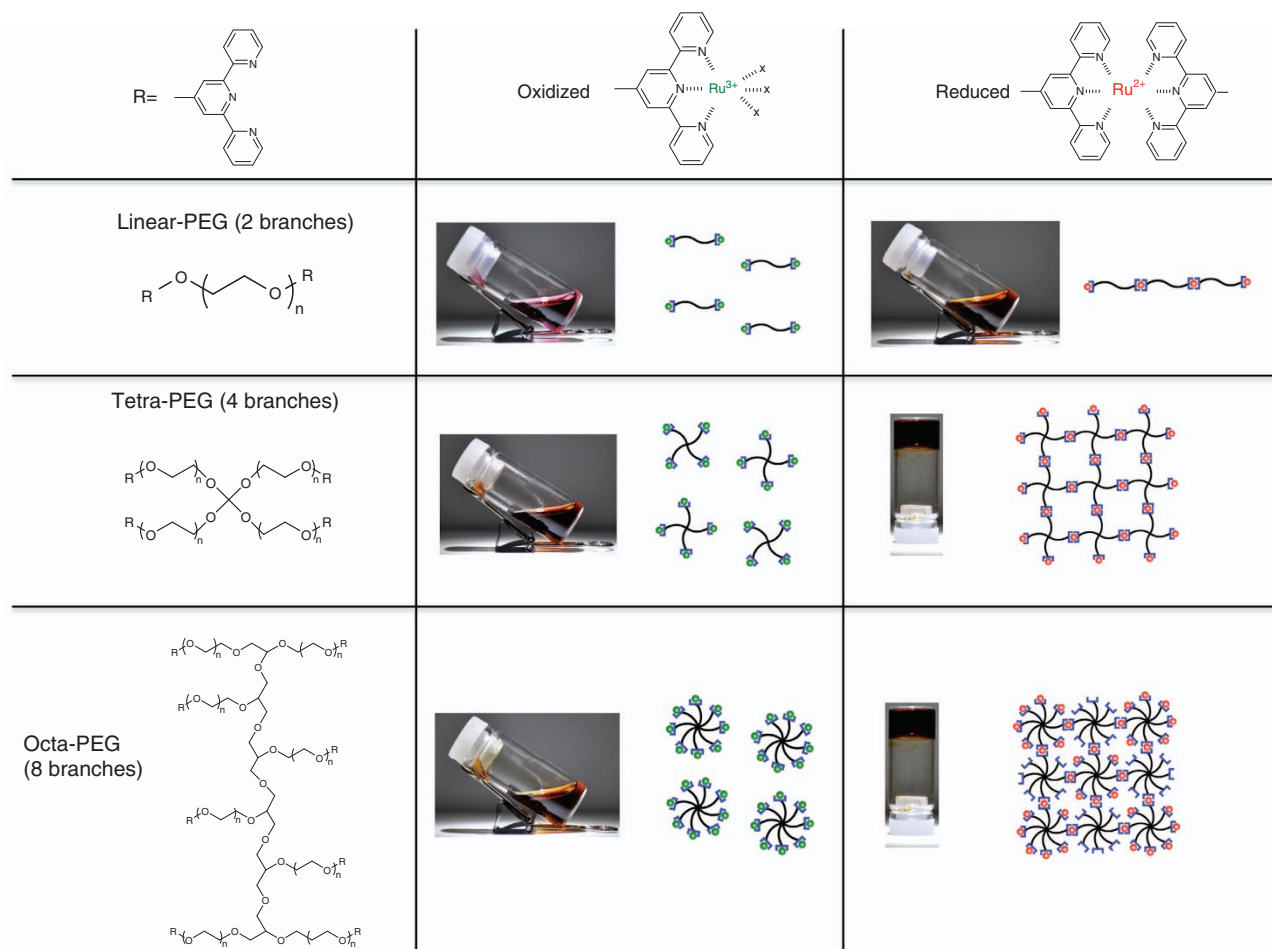 R=
N
N
N
Oxidized
N
N
N
Ru³⁺
x
x
x
Reduced
N N
N Ru²⁺ N
N N
Linear-PEG (2 branches)
R O O n R
Tetra-PEG (4 branches)
R O n O O O n R
R O n O O O n R
Octa-PEG
(8 branches)
R O n O O O n R
O
R O n O
O
O O n R
O
R O n O
O
O O n R
O
R O n O O O n R